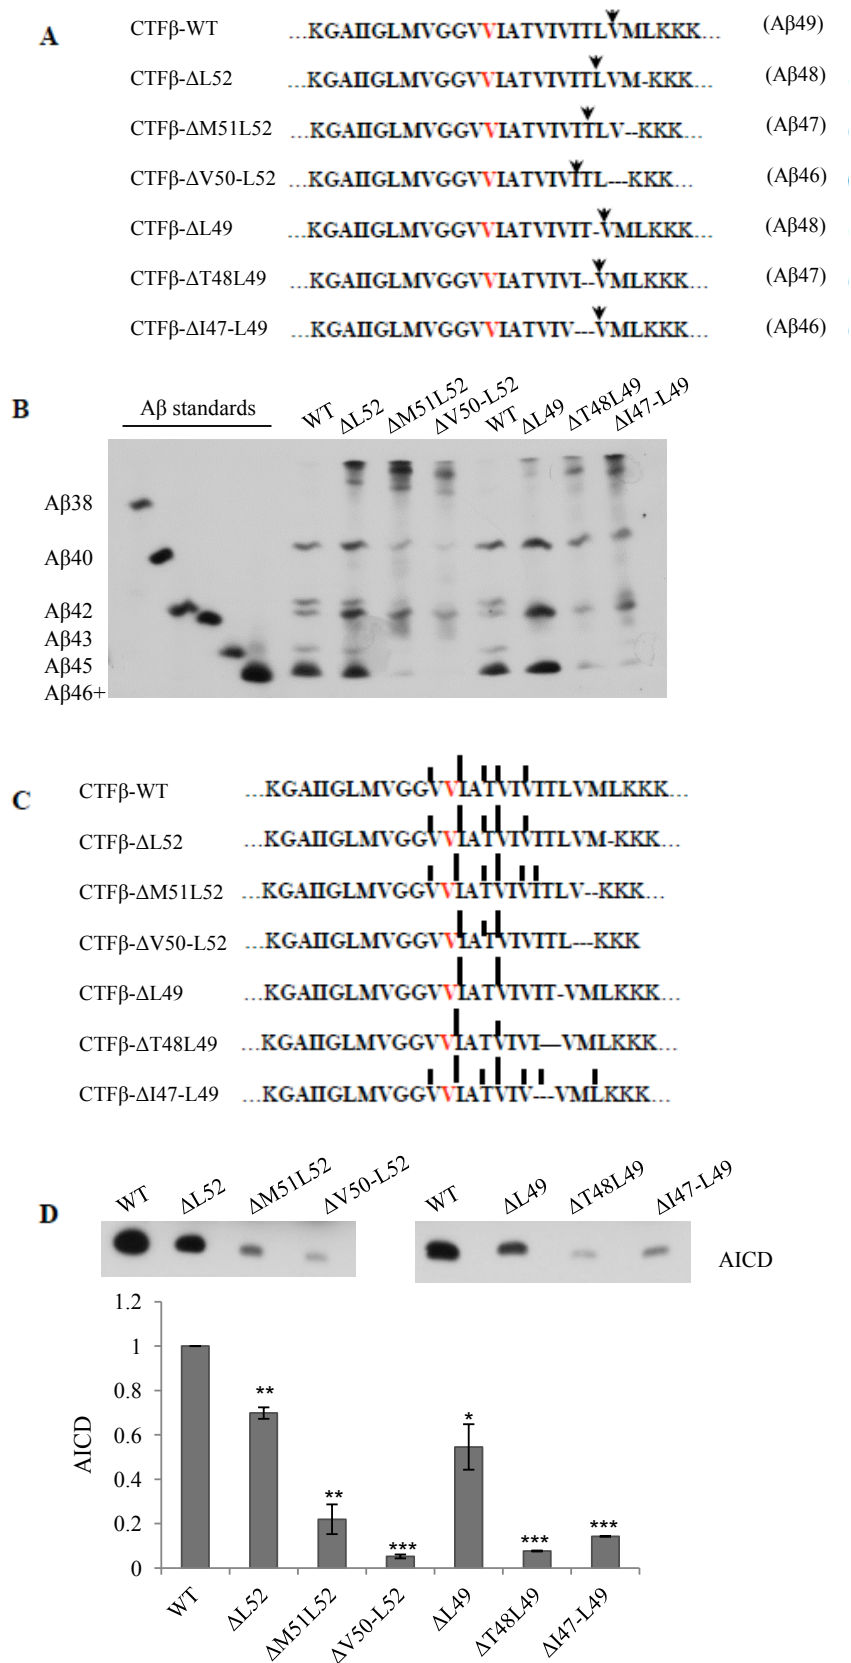 A
CTFβ-WT ...KGAIIGLMVGGVVIATVIVITLVMLKKK... (Aβ49)
CTFβ-ΔL52 ...KGAIIGLMVGGVVIATVIVITLVM-KKK... (Aβ48)
CTFβ-ΔM51L52 ...KGAIIGLMVGGVVIATVIVITLV--KKK... (Aβ47)
CTFβ-ΔV50-L52 ...KGAIIGLMVGGVVIATVIVITL---KKK... (Aβ46)
CTFβ-ΔL49 ...KGAIIGLMVGGVVIATVIVIT-VMLKKK... (Aβ48)
CTFβ-ΔT48L49 ...KGAIIGLMVGGVVIATVIVI--VMLKKK... (Aβ47)
CTFβ-ΔI47-L49 ...KGAIIGLMVGGVVIATVIV---VMLKKK... (Aβ46)
B
Aβ standards WT ΔL52 ΔM51L52 ΔV50-L52 WT ΔL49 ΔT48L49 ΔI47-L49
Aβ38
Aβ40
Aβ42
Aβ43
Aβ45
Aβ46+
C
CTFβ-WT ...KGAIIGLMVGGVVIATVIVITLVMLKKK...
CTFβ-ΔL52 ...KGAIIGLMVGGVVIATVIVITLVM-KKK...
CTFβ-ΔM51L52 ...KGAIIGLMVGGVVIATVIVITLV--KKK...
CTFβ-ΔV50-L52 ...KGAIIGLMVGGVVIATVIVITL---KKK
CTFβ-ΔL49 ...KGAIIGLMVGGVVIATVIVIT-VMLKKK...
CTFβ-ΔT48L49 ...KGAIIGLMVGGVVIATVIVI--VMLKKK...
CTFβ-ΔI47-L49 ...KGAIIGLMVGGVVIATVIV---VMLKKK...
D
WT ΔL52 ΔM51L52 ΔV50-L52 WT ΔL49 ΔT48L49 ΔI47-L49
AICD
AICD
1.2
1
0.8
0.6
0.4
0.2
0
** ** *** * *** ***
WT ΔL52 ΔM51L52 ΔV50-L52 ΔL49 ΔT48L49 ΔI47-L49